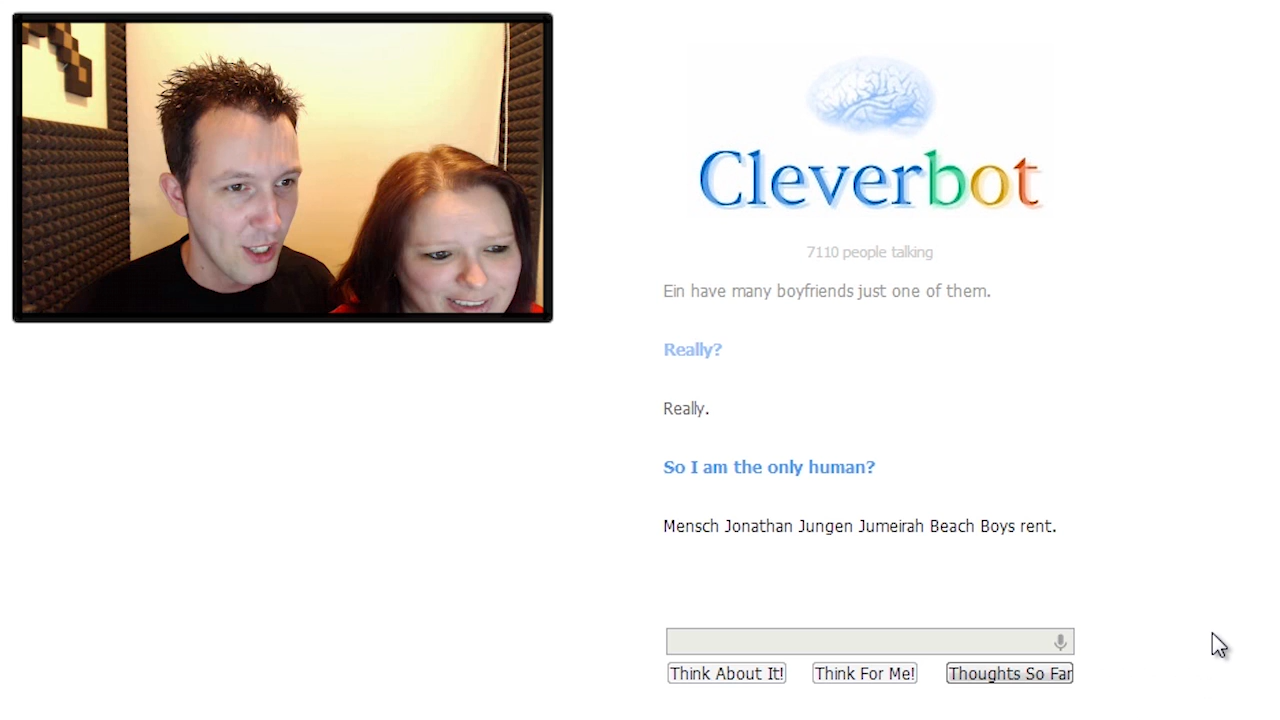 Cleverbot
7110 people talking
Ein have many boyfriends just one of them.
Really?
Really.
So I am the only human?
Mensch Jonathan Jungen Jumeirah Beach Boys rent.
Think About It!
Think For Me!
Thoughts So Far